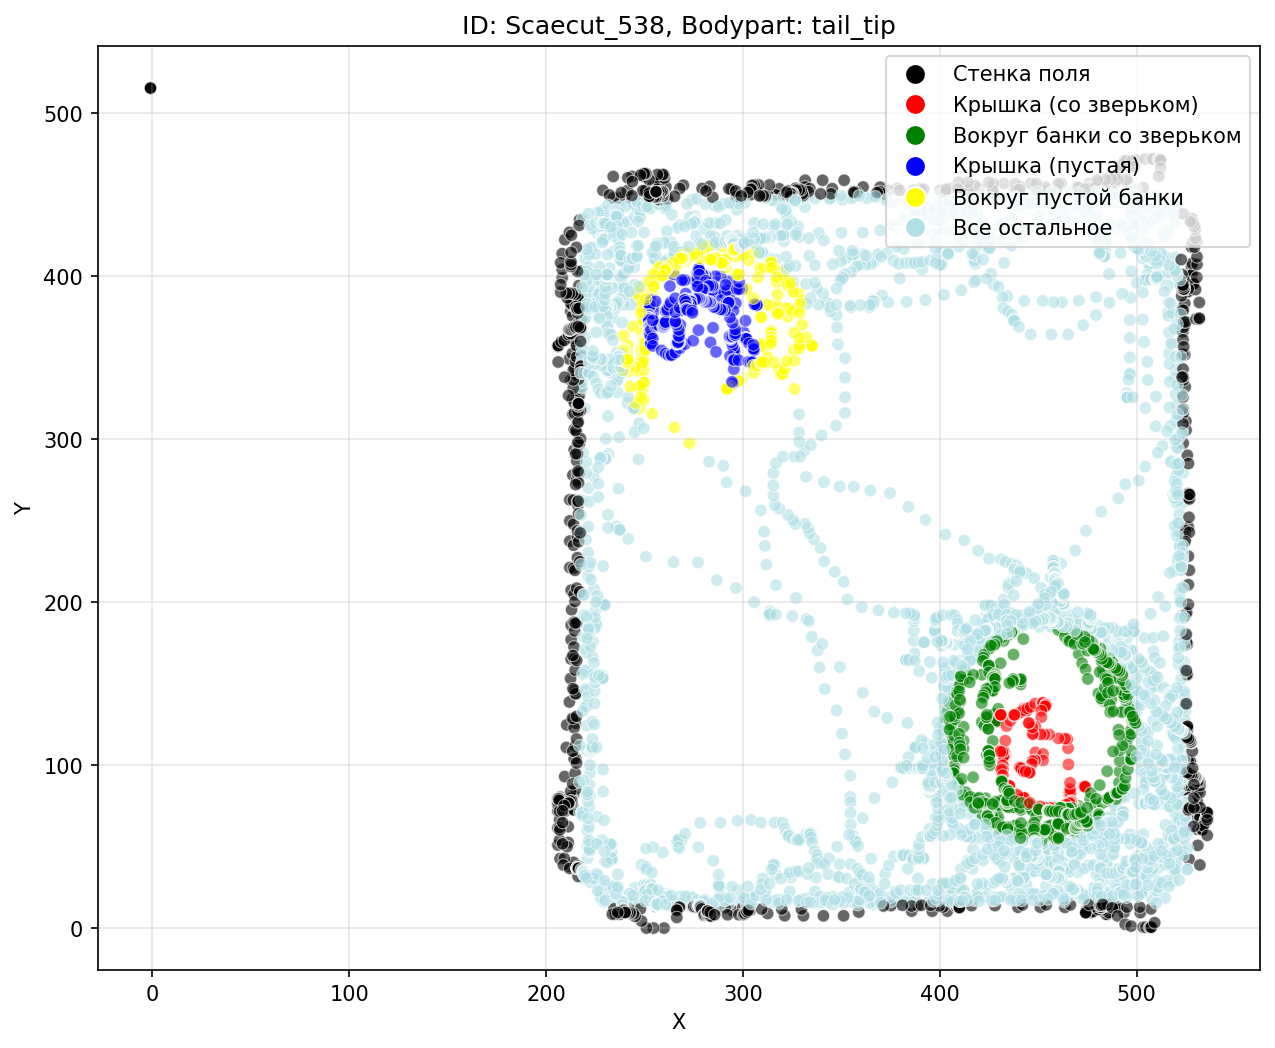 ID: Scaecut_538, Bodypart: tail_tip
Стенка поля
Крышка (со зверьком)
Вокруг банки со зверьком
Крышка (пустая)
Вокруг пустой банки
Все остальное
500
400
300
200
100
0
Y
0 100 200 300 400 500
X